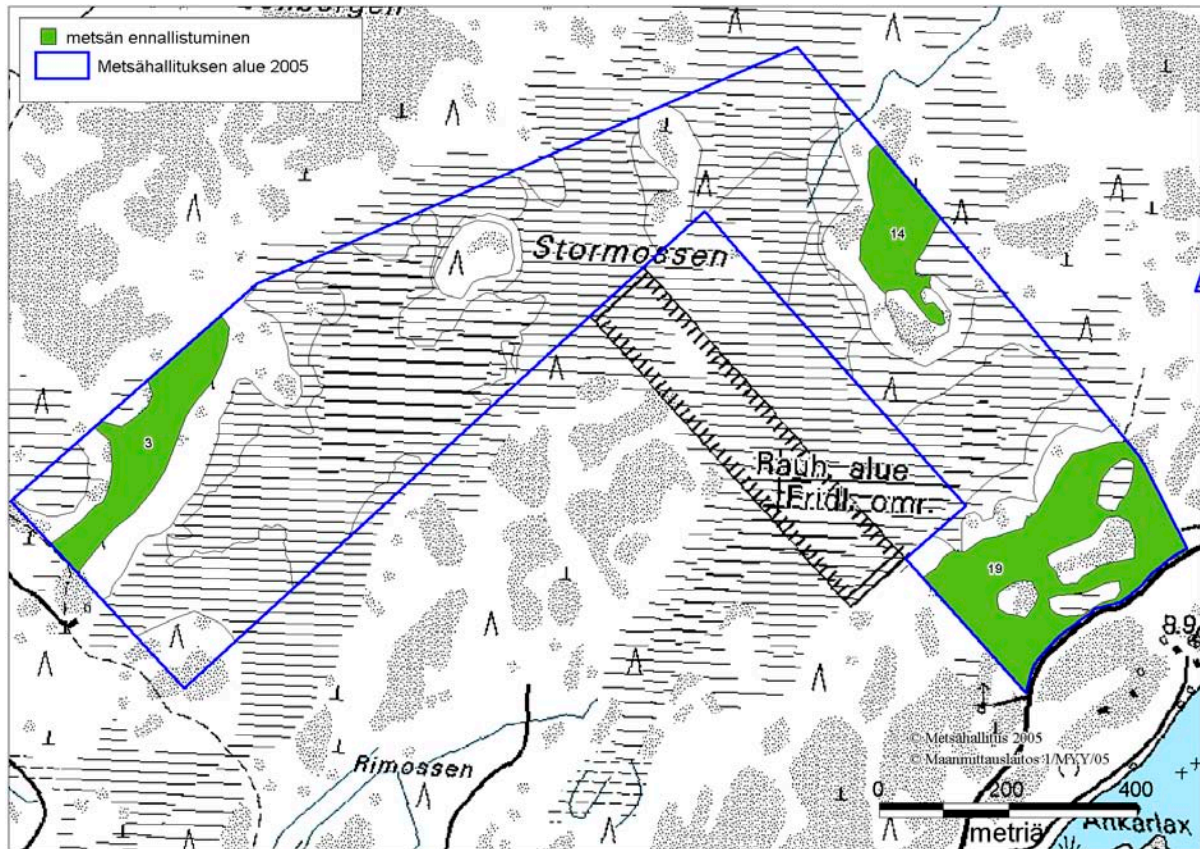 metsän ennallistuminen
Metsähallituksen alue 2005
14
Stormossen
3
Rauh. alue
Fridl. omr.
19
8.9
© Metsähallitus 2005
© Maanmittauslaitos 1/MYY/05
Rimossen
0 200 400
metriä
Ankarlax